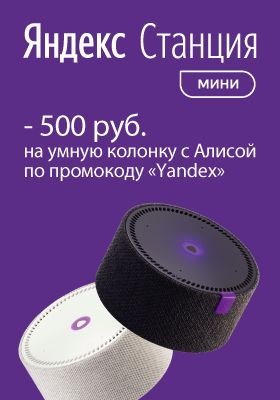 Яндекс Станция
мини
- 500 руб.
на умную колонку с Алисой
по промокоду «Yandex»